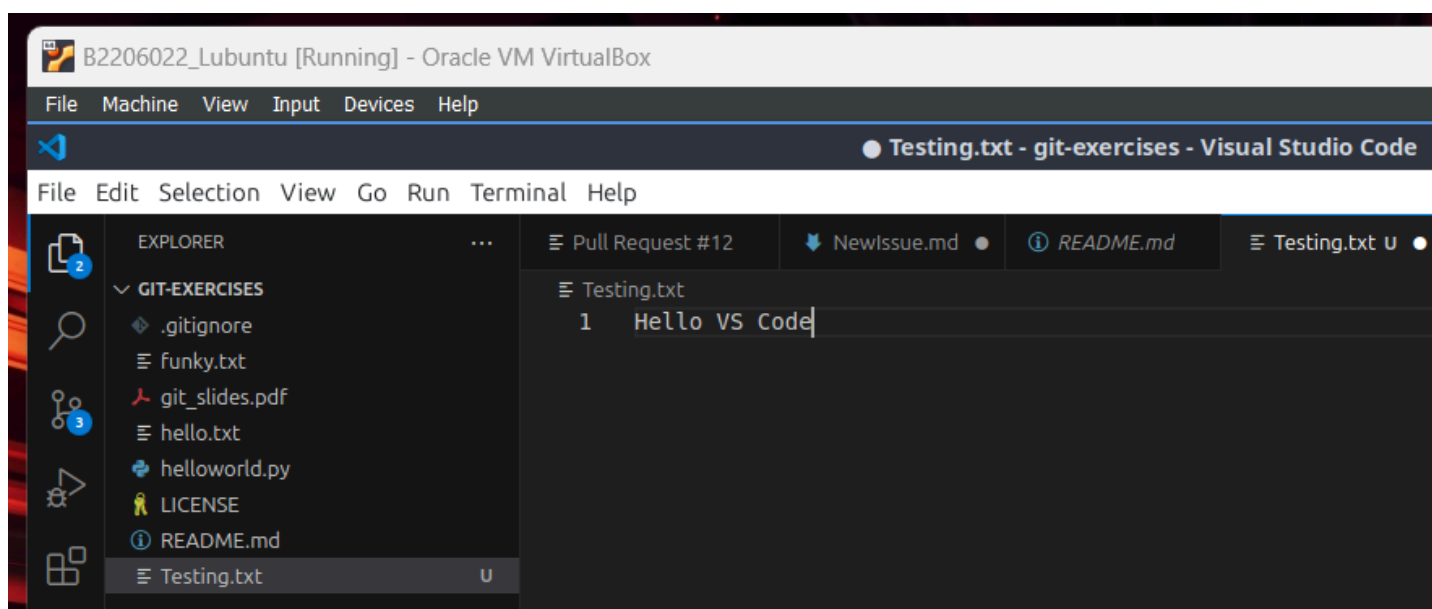 B2206022_Lubuntu [Running] - Oracle VM VirtualBox
File Machine View Input Devices Help
● Testing.txt - git-exercises - Visual Studio Code
File Edit Selection View Go Run Terminal Help
EXPLORER ...
Pull Request #12 NewIssue.md ● README.md Testing.txt U ●
2
GIT-EXERCISES
Testing.txt
.gitignore
1 Hello VS Code
funky.txt
git_slides.pdf
3
hello.txt
helloworld.py
LICENSE
README.md
Testing.txt U